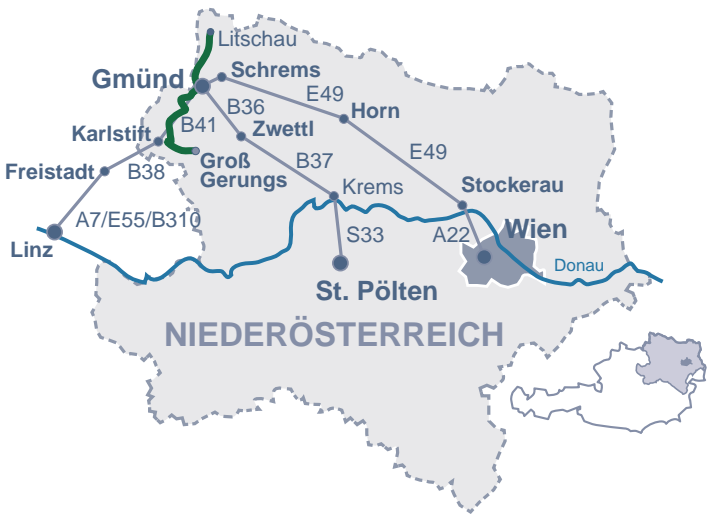 Litschau
Schrems
Gmünd
E49
B36
Horn
B41
Karlstift
Zwettl
E49
Groß
Gerungs
B37
Freistadt
B38
Krems
Stockerau
A7/E55/B310
S33
A22
Wien
Linz
Donau
St. Pölten
NIEDERÖSTERREICH